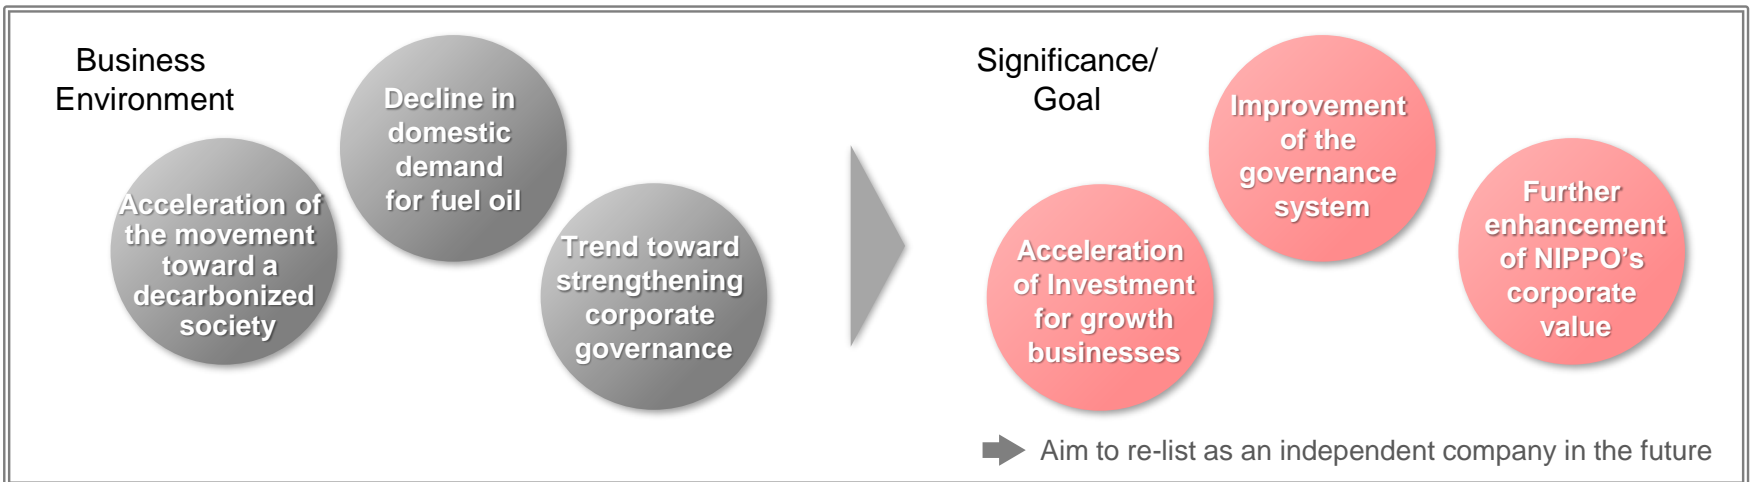 Business
Environment
Acceleration of
the movement
toward a
decarbonized
society
Decline in
domestic
demand
for fuel oil
Trend toward
strengthening
corporate
governance
Significance/
Goal
Acceleration
of Investment
for growth
businesses
Improvement
of the
governance
system
Further
enhancement
of NIPPO’s
corporate
value
Aim to re-list as an independent company in the future